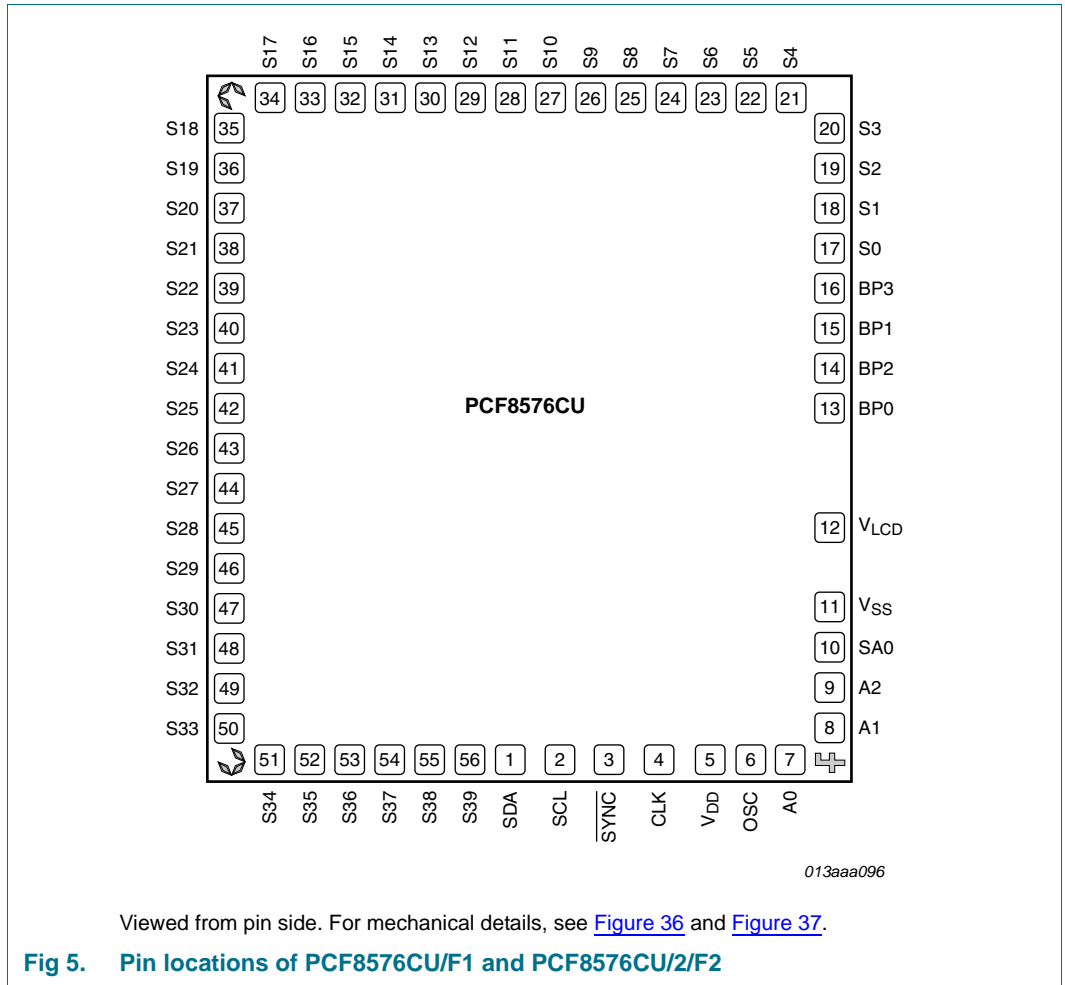 S17 S16 S15 S14 S13 S12 S11 S10 S9 S8 S7 S6 S5 S4
34 33 32 31 30 29 28 27 26 25 24 23 22 21
S18 35 20 S3
S19 36 19 S2
S20 37 18 S1
S21 38 17 S0
S22 39 16 BP3
S23 40 15 BP1
S24 41 14 BP2
S25 42 PCF8576CU 13 BP0
S26 43
S27 44
S28 45 12 VLCD
S29 46
S30 47 11 VSS
S31 48 10 SA0
S32 49 9 A2
S33 50 8 A1
51 52 53 54 55 56 1 2 3 4 5 6 7
S34 S35 S36 S37 S38 S39 SDA SCL SYNC CLK VDD OSC A0
013aaa096
Viewed from pin side. For mechanical details, see Figure 36 and Figure 37.
Fig 5. Pin locations of PCF8576CU/F1 and PCF8576CU/2/F2